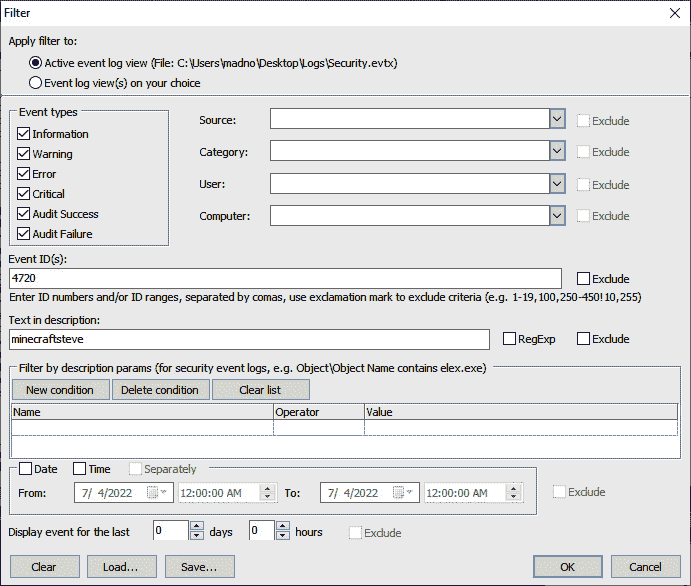 Filter
Apply filter to:
Active event log view (File: C:\Users\madno\Desktop\Logs\Security.evtx)
Event log view(s) on your choice
Event types
Information
Warning
Error
Critical
Audit Success
Audit Failure
Source:
Exclude
Category:
Exclude
User:
Exclude
Computer:
Exclude
Event ID(s):
4720
Exclude
Enter ID numbers and/or ID ranges, separated by comas, use exclamation mark to exclude criteria (e.g. 1-19,100,250-450!10,255)
Text in description:
minecraftsteve
RegExp
Exclude
Filter by description params (for security event logs, e.g. Object\Object Name contains elex.exe)
New condition Delete condition Clear list
Name Operator Value
Date Time Separately
From: 7/ 4/2022 12:00:00 AM To: 7/ 4/2022 12:00:00 AM Exclude
Display event for the last 0 days 0 hours Exclude
Clear Load... Save... OK Cancel